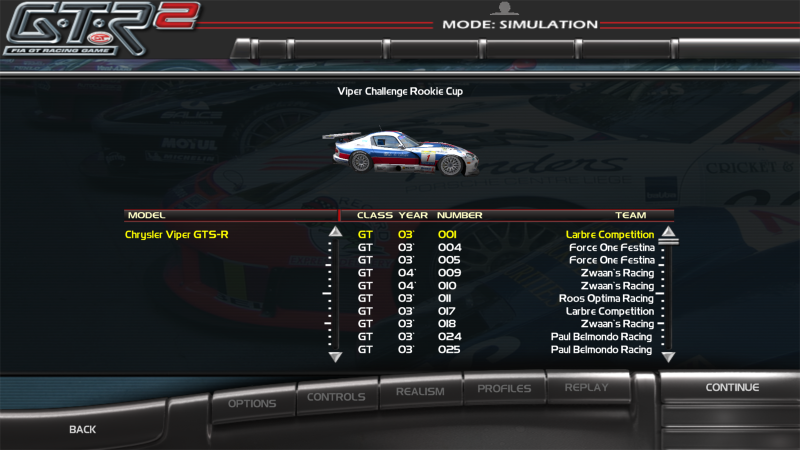 GTR2
FIA GT RACING GAME
MODE: SIMULATION
Viper Challenge Rookie Cup
MODEL CLASS YEAR NUMBER TEAM
Chrysler Viper GTS-R GT 03' 001 Larbre Competition
GT 03' 004 Force One Festina
GT 03' 005 Force One Festina
GT 04' 009 Zwaan's Racing
GT 04' 010 Zwaan's Racing
GT 03' 011 Roos Optima Racing
GT 03' 017 Larbre Competition
GT 03' 018 Zwaan's Racing
GT 03' 024 Paul Belmondo Racing
GT 03' 025 Paul Belmondo Racing
MOTUL
MICHELIN
CRICKET &
BACK OPTIONS CONTROLS REALISM PROFILES REPLAY CONTINUE